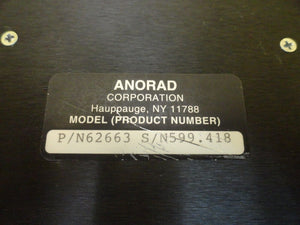 ANORAD
CORPORATION
Hauppauge, NY 11788
MODEL (PRODUCT NUMBER)
P/N62663 S/N599.418